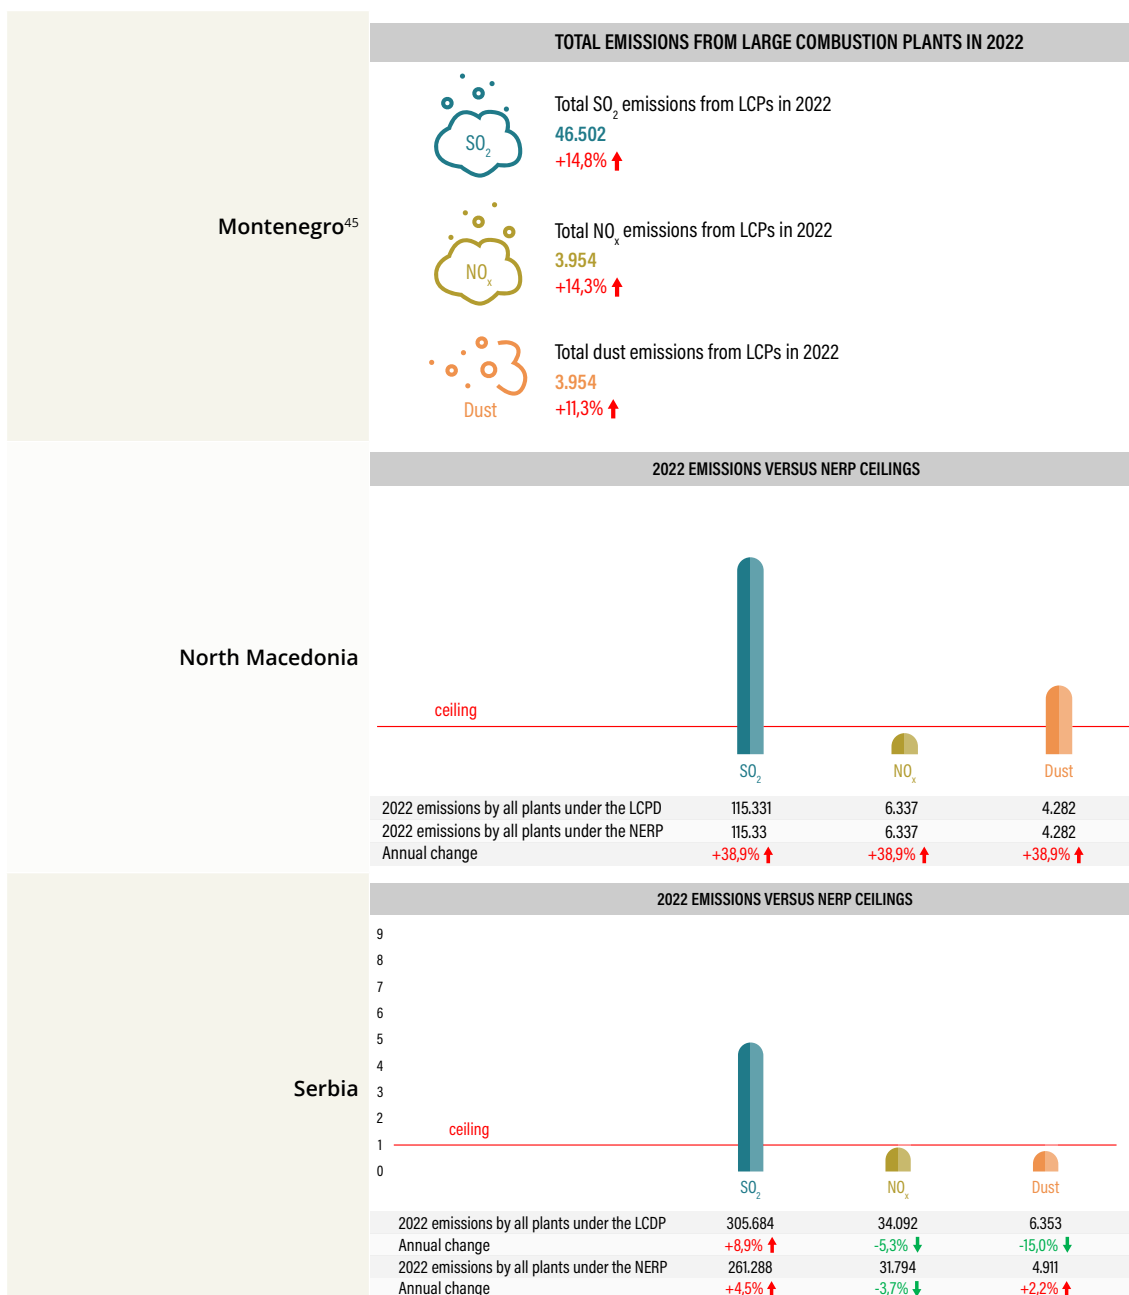 TOTAL EMISSIONS FROM LARGE COMBUSTION PLANTS IN 2022
Montenegro45
SO2
Total SO2 emissions from LCPs in 2022
46.502
+14,8%
NOx
Total NOx emissions from LCPs in 2022
3.954
+14,3%
Dust
Total dust emissions from LCPs in 2022
3.954
+11,3%
North Macedonia
2022 EMISSIONS VERSUS NERP CEILINGS
ceiling
SO2 NOx Dust
2022 emissions by all plants under the LCPD 115.331 6.337 4.282
2022 emissions by all plants under the NERP 115.33 6.337 4.282
Annual change +38,9% +38,9% +38,9%
Serbia
2022 EMISSIONS VERSUS NERP CEILINGS
9
8
7
6
5
4
3
2
ceiling
1
0
SO2 NOx Dust
2022 emissions by all plants under the LCDP 305.684 34.092 6.353
Annual change +8,9% -5,3% -15,0%
2022 emissions by all plants under the NERP 261.288 31.794 4.911
Annual change +4,5% -3,7% +2,2%